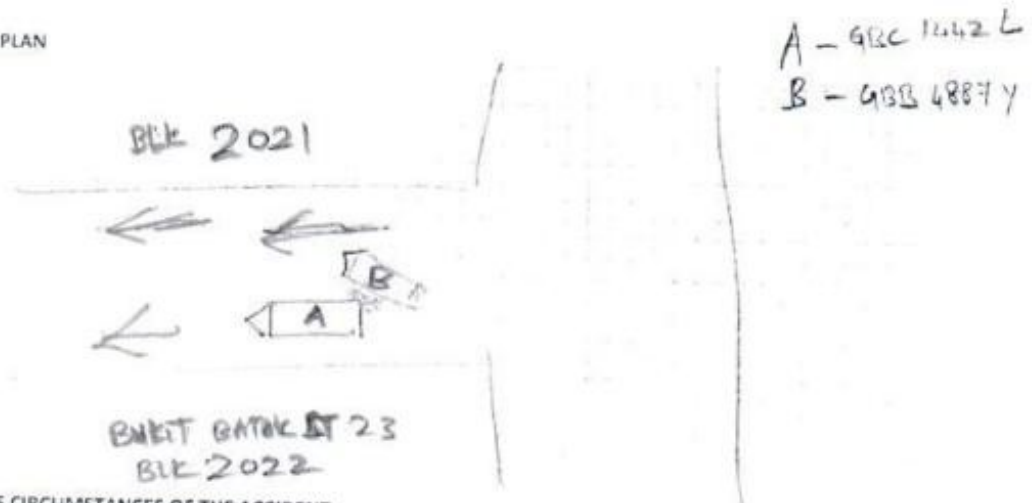 PLAN
A - GBC 1442 L
B - GBB 4887 Y
BLK 2021
B
A
BUKIT BATOK ST 23
BLK 2022
CIRCUMSTANCES OF THE ACCIDENT